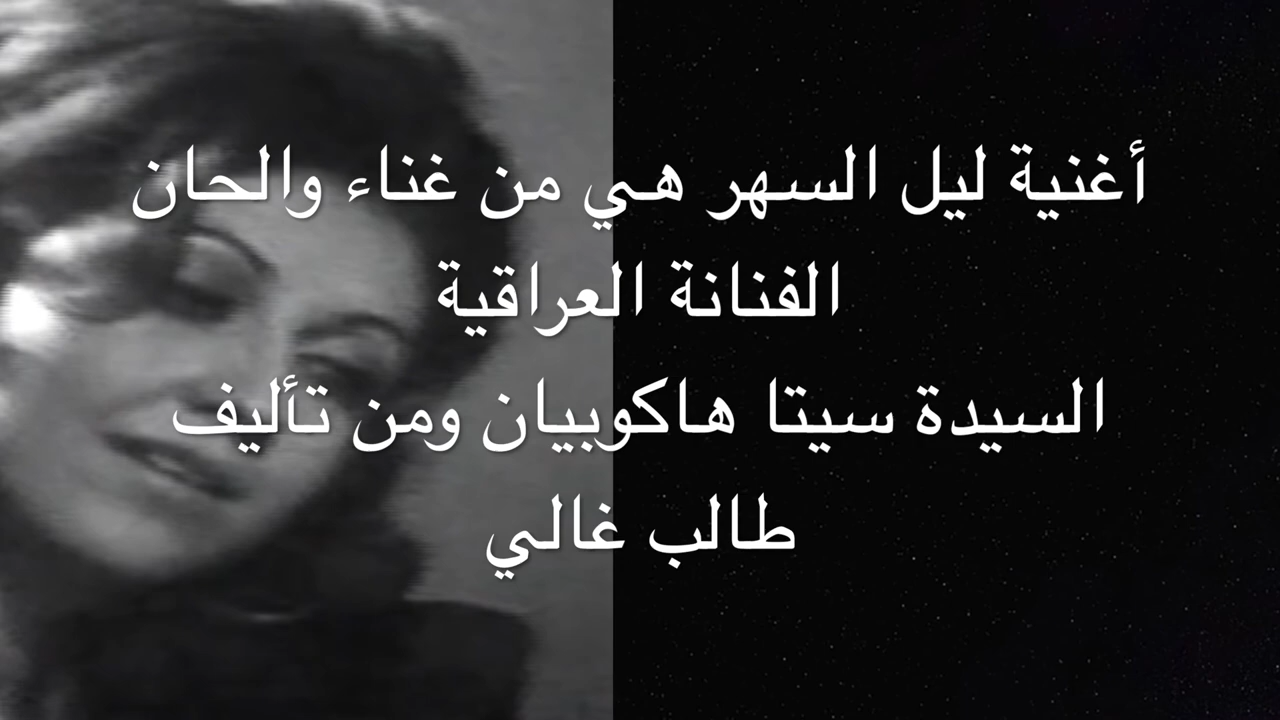 أغنية ليل السهر هي من غناء والحان
الفنانة العراقية
السيدة سيتا هاكوبيان ومن تأليف
طالب غالي